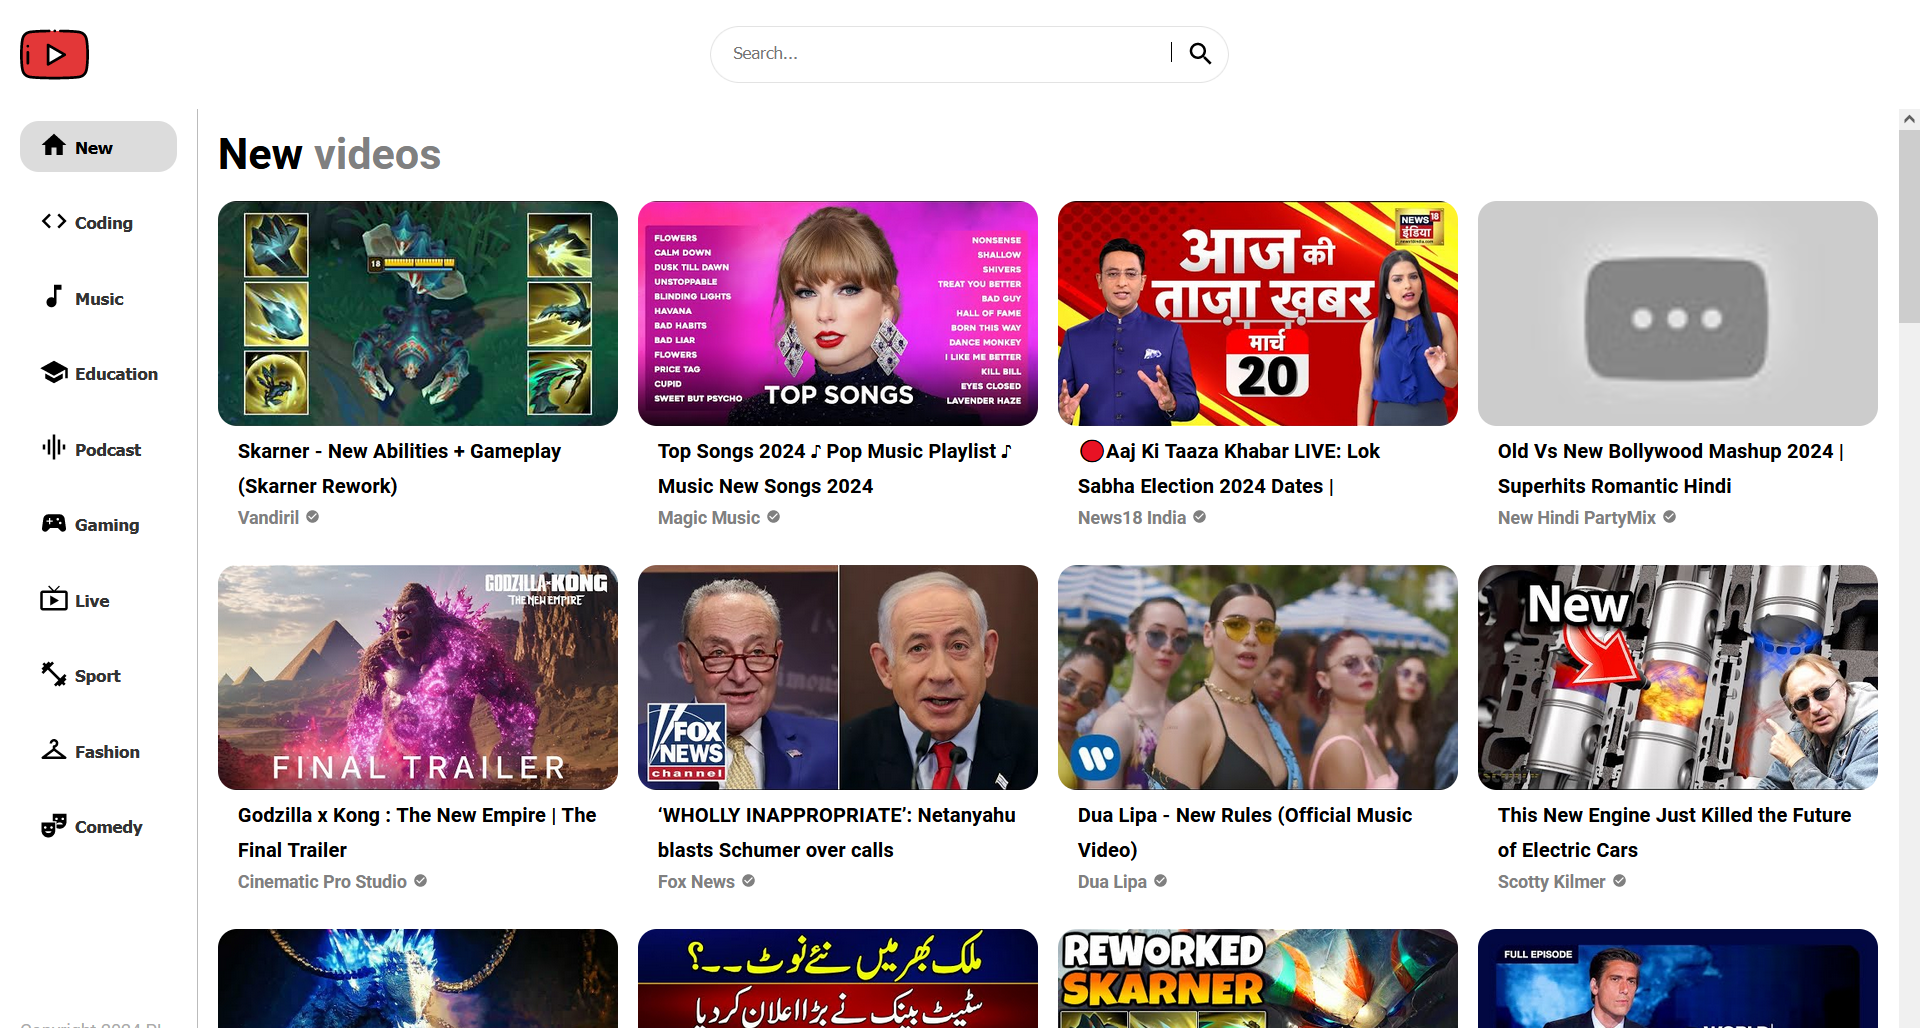 Search...
New
Coding
Music
Education
Podcast
Gaming
Live
Sport
Fashion
Comedy
New videos
18
FLOWERS
CALM DOWN
DUSK TILL DAWN
UNSTOPPABLE
BLINDING LIGHTS
HAVANA
BAD HABITS
BAD LIAR
FLOWERS
PRICE TAG
CUPID
SWEET BUT PSYCHO
NONSENSE
SHALLOW
SHIVERS
TREAT YOU BETTER
BAD GUY
HALL OF FAME
BORN THIS WAY
DANCE MONKEY
I LIKE ME BETTER
KILL BILL
EYES CLOSED
LAVENDER HAZE
TOP SONGS
NEWS18
इंडिया
आज की
ताज़ा ख़बर
मार्च
20
Skarner - New Abilities + Gameplay
(Skarner Rework)
Vandiril
Top Songs 2024 ♪ Pop Music Playlist ♪
Music New Songs 2024
Magic Music
🔴Aaj Ki Taaza Khabar LIVE: Lok
Sabha Election 2024 Dates |
News18 India
Old Vs New Bollywood Mashup 2024 |
Superhits Romantic Hindi
New Hindi PartyMix
GODZILLA x KONG
THE NEW EMPIRE
FINAL TRAILER
FOX
NEWS
channel
New
Godzilla x Kong : The New Empire | The
Final Trailer
Cinematic Pro Studio
‘WHOLLY INAPPROPRIATE’: Netanyahu
blasts Schumer over calls
Fox News
Dua Lipa - New Rules (Official Music
Video)
Dua Lipa
This New Engine Just Killed the Future
of Electric Cars
Scotty Kilmer
ملک بھر میں نئے نوٹ ۔۔۔؟
سٹیٹ بینک نے بڑا اعلان کردیا
REWORKED
SKARNER
FULL EPISODE
Copyright 2024